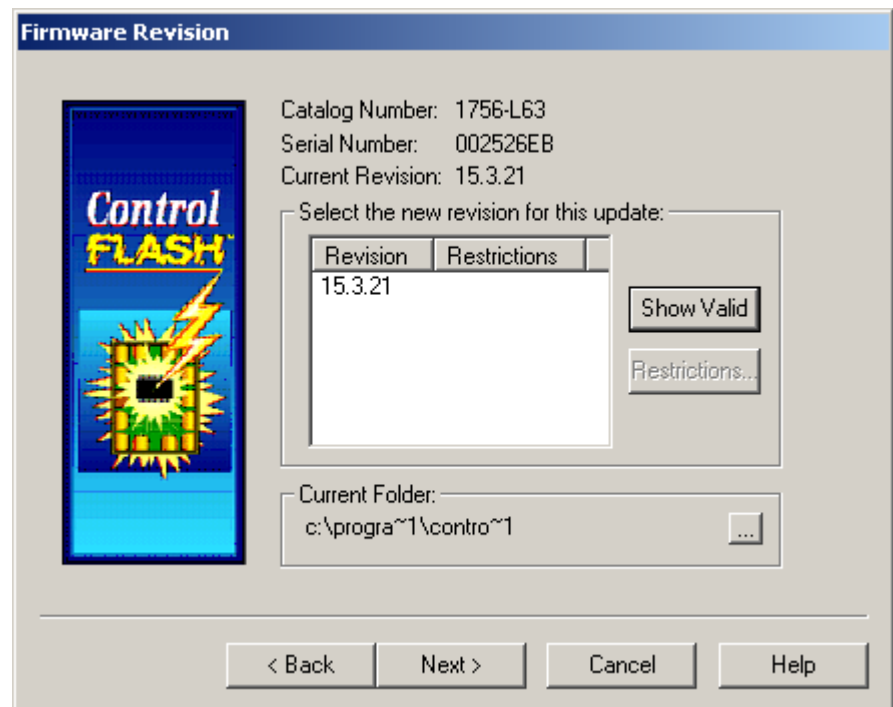 Firmware Revision
Catalog Number: 1756-L63
Serial Number: 002526EB
Current Revision: 15.3.21
Control
FLASH™
Select the new revision for this update:
Revision Restrictions
15.3.21
Show Valid
Restrictions...
Current Folder:
c:\progra~1\contro~1
...
< Back Next > Cancel Help